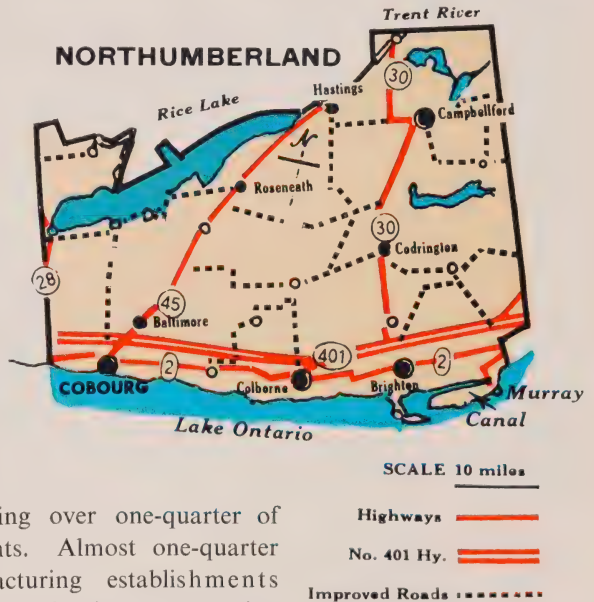 Trent River
NORTHUMBERLAND
30
Hastings
Rice Lake
Campbellford
N
Roseneath
30
Codrington
28
45
Baltimore
401
2
2
COBOURG
Colborne
Brighton
Murray
Canal
Lake Ontario
SCALE 10 miles
Highways
No. 401 Hy.
Improved Roads
ing over one-quarter of
nts. Almost one-quarter
acturing establishments